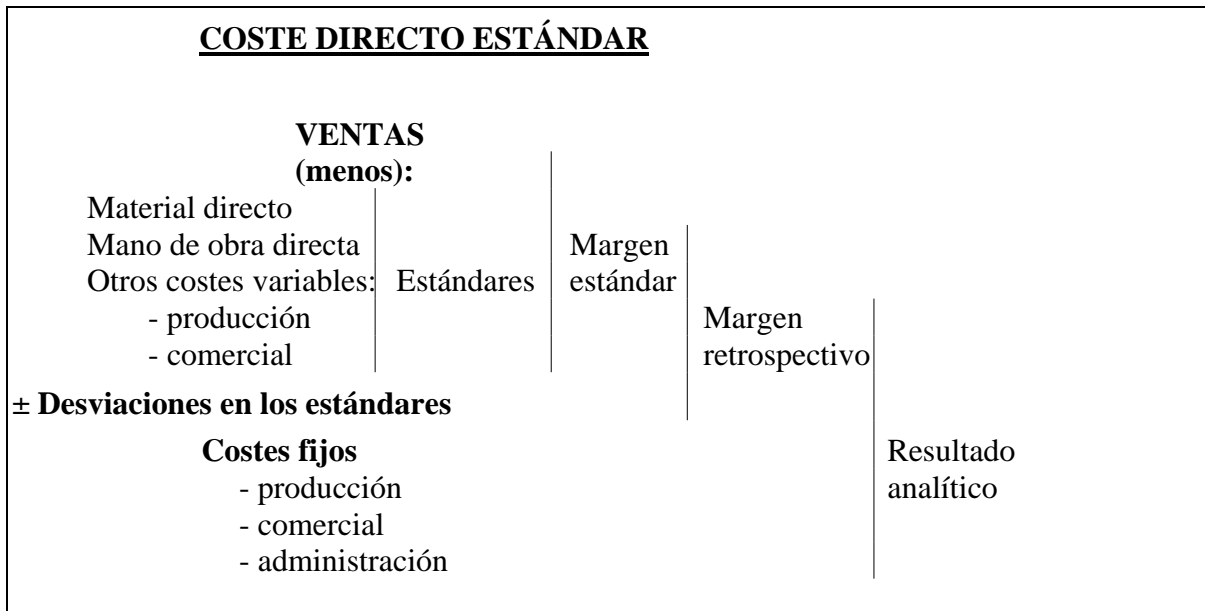 COSTE DIRECTO ESTÁNDAR
VENTAS
(menos):
Material directo
Mano de obra directa Margen
Otros costes variables: Estándares estándar
- producción Margen
- comercial retrospectivo
± Desviaciones en los estándares
Costes fijos Resultado
- producción analítico
- comercial
- administración